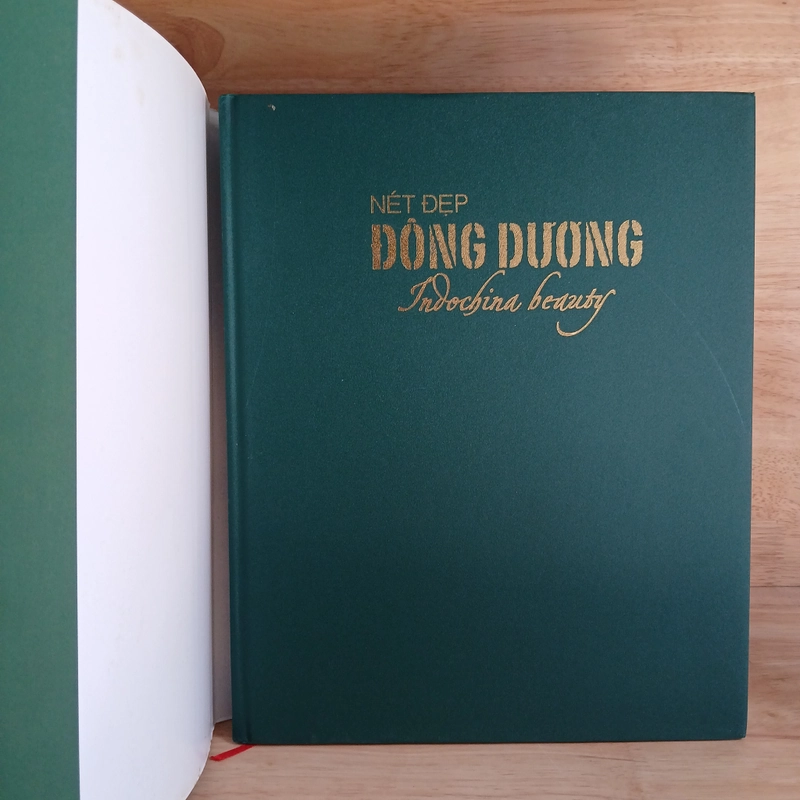 NÉT ĐẸP
ĐÔNG DƯƠNG
Indochina beauty